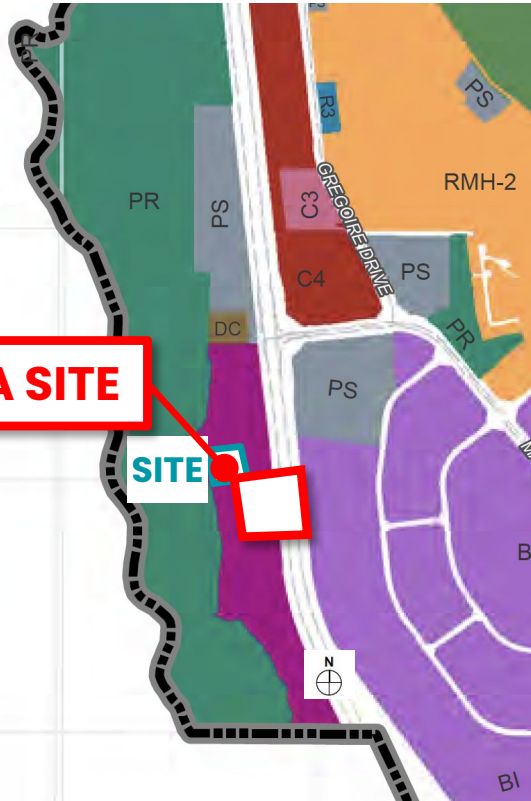 PS
R3
PR
PS
C3
GREGOIRE DRIVE
RMH-2
C4
PS
DC
PR
PS
A SITE
SITE
B
N
BI